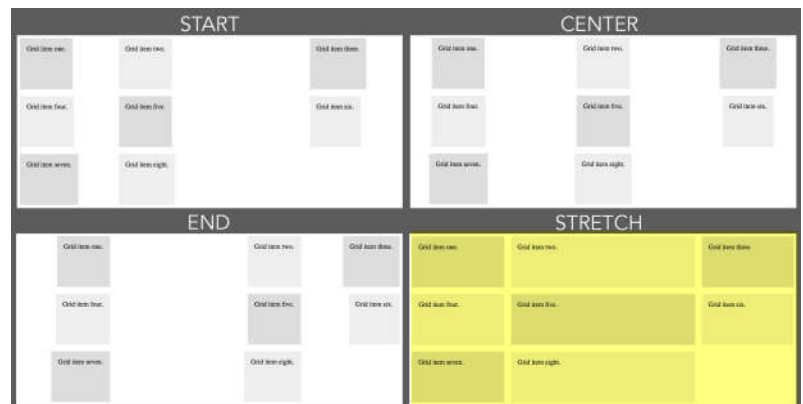 START
Grid item one. Grid item two. Grid item three.
Grid item four. Grid item five. Grid item six.
Grid item seven. Grid item eight.
CENTER
Grid item one. Grid item two. Grid item three.
Grid item four. Grid item five. Grid item six.
Grid item seven. Grid item eight.
END
Grid item one. Grid item two. Grid item three.
Grid item four. Grid item five. Grid item six.
Grid item seven. Grid item eight.
STRETCH
Grid item one. Grid item two. Grid item three.
Grid item four. Grid item five. Grid item six.
Grid item seven. Grid item eight.